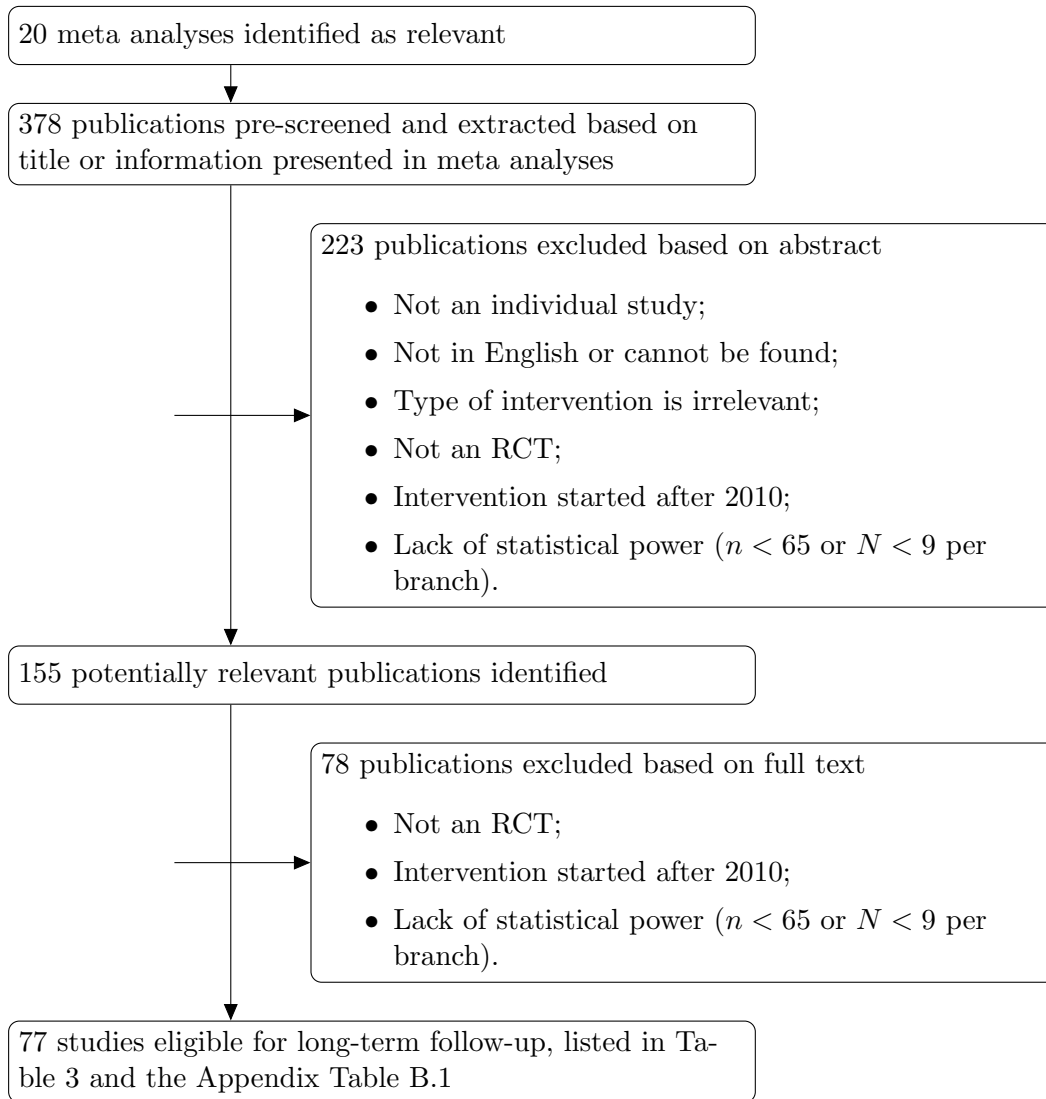 20 meta analyses identified as relevant
378 publications pre-screened and extracted based on
title or information presented in meta analyses
223 publications excluded based on abstract
• Not an individual study;
• Not in English or cannot be found;
• Type of intervention is irrelevant;
• Not an RCT;
• Intervention started after 2010;
• Lack of statistical power (n < 65 or N < 9 per
branch).
155 potentially relevant publications identified
78 publications excluded based on full text
• Not an RCT;
• Intervention started after 2010;
• Lack of statistical power (n < 65 or N < 9 per
branch).
77 studies eligible for long-term follow-up, listed in Ta-
ble 3 and the Appendix Table B.1